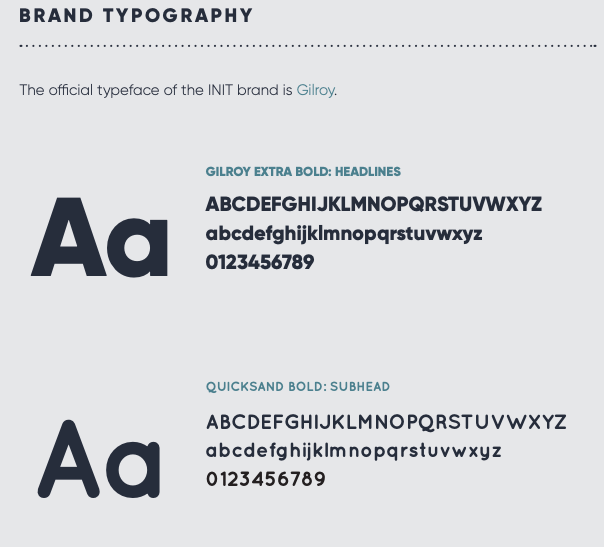 BRAND TYPOGRAPHY
The official typeface of the INIT brand is Gilroy.
GILROY EXTRA BOLD: HEADLINES
Aa
ABCDEFGHIJKLMNOPQRSTUVWXYZ
abcdefghijklmnopqrstuvwxyz
0123456789
QUICKSAND BOLD: SUBHEAD
Aa
ABCDEFGHIJKLMNOPQRSTUVWXYZ
abcdefghijklmnopqrstuvwxyz
0123456789